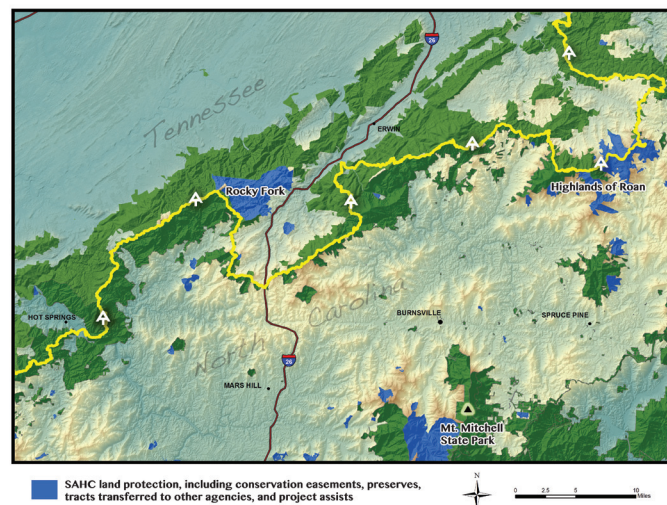 26
Tennessee
ERWIN
Rocky Fork
Highlands of Roan
HOT SPRINGS
North Carolina
BURNSVILLE
SPRUCE PINE
26
MARS HILL
Mt. Mitchell
State Park
SAHC land protection, including conservation easements, preserves,
tracts transferred to other agencies, and project assists
N
0 2.5 5 10
Miles